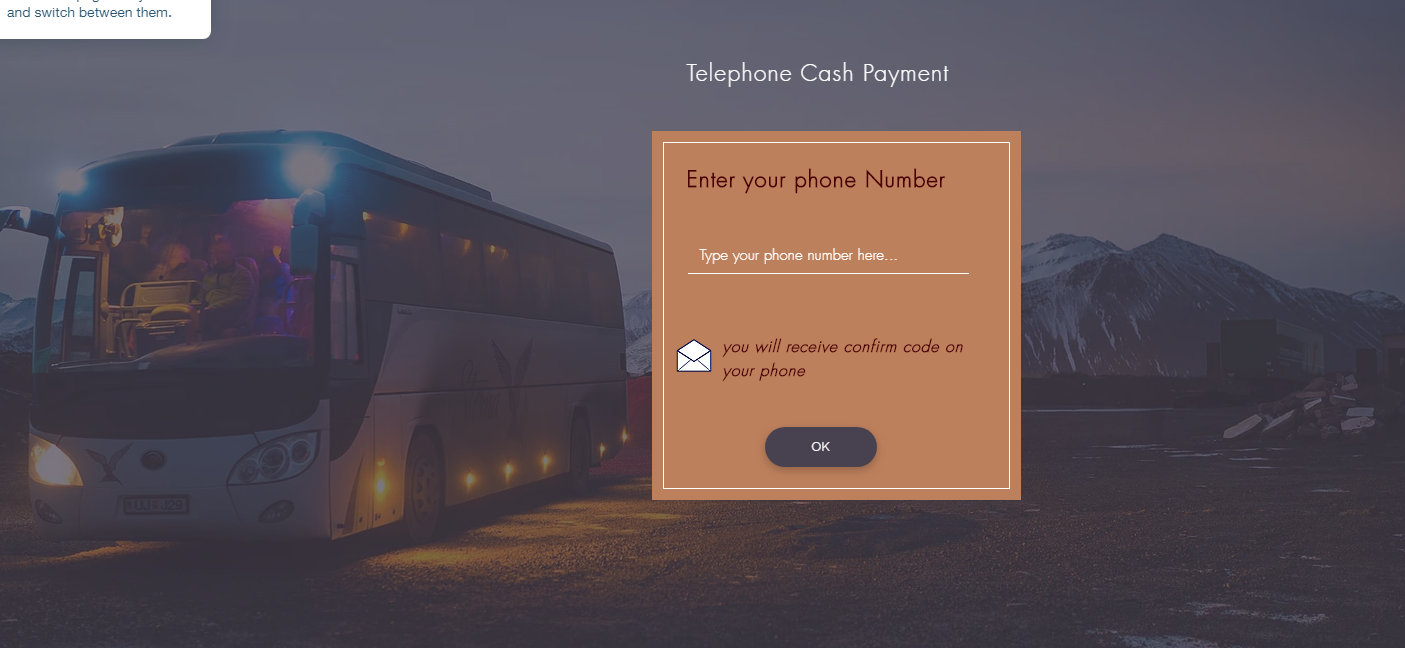 and switch between them.
Telephone Cash Payment
Enter your phone Number
Type your phone number here...
you will receive confirm code on
your phone
OK